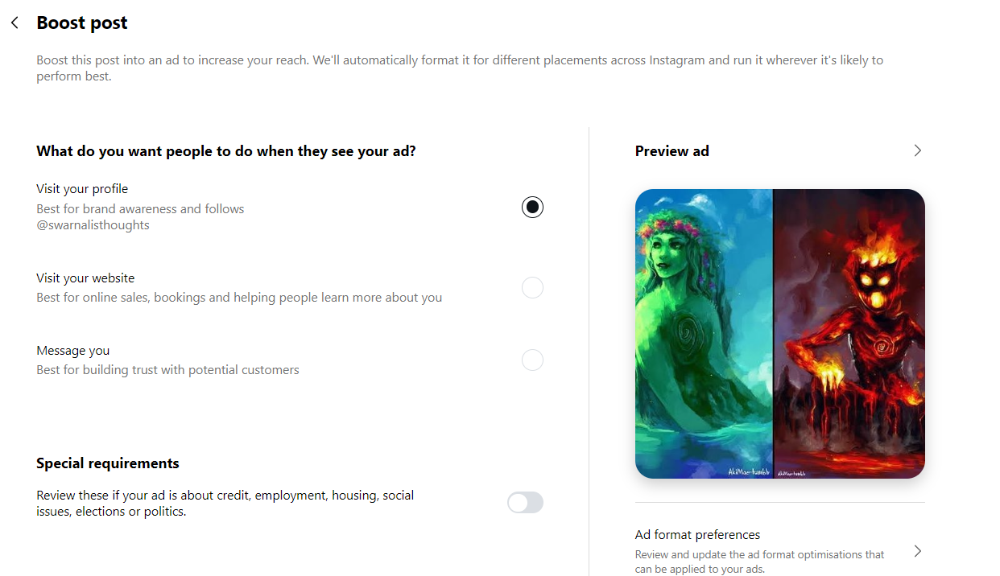 Boost post
Boost this post into an ad to increase your reach. We'll automatically format it for different placements across Instagram and run it wherever it's likely to
perform best.
What do you want people to do when they see your ad?
Visit your profile
Best for brand awareness and follows
@swarnalisthoughts
Visit your website
Best for online sales, bookings and helping people learn more about you
Message you
Best for building trust with potential customers
Special requirements
Review these if your ad is about credit, employment, housing, social
issues, elections or politics.
Preview ad
AkiMao-tumblr
AkiMao-tumblr
Ad format preferences
Review and update the ad format optimisations that
can be applied to your ads.